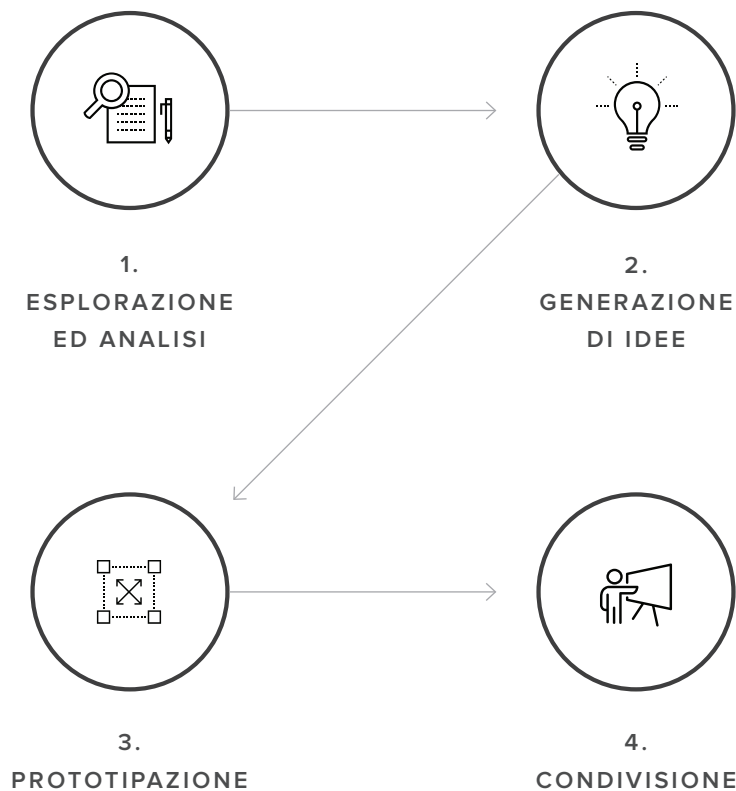 1.
ESPLORAZIONE
ED ANALISI
2.
GENERAZIONE
DI IDEE
3.
PROTOTIPAZIONE
4.
CONDIVISIONE